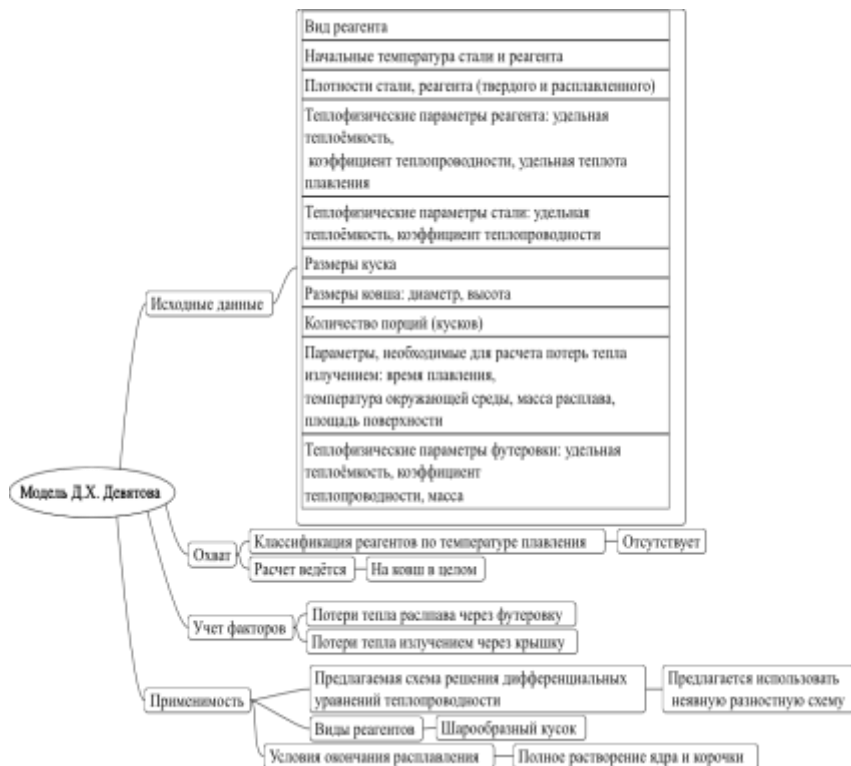 Вид реагента
Начальные температура стали и реагента
Плотности стали, реагента (твердого и расплавленного)
Теплофизические параметры реагента: удельная
теплоёмкость,
коэффициент теплопроводности, удельная теплота
плавления
Теплофизические параметры стали: удельная
теплоёмкость, коэффициент теплопроводности
Размеры куска
Размеры ковша: диаметр, высота
Количество порций (кусков)
Параметры, необходимые для расчета потерь тепла
излучением: время плавления,
температура окружающей среды, масса расплава,
площадь поверхности
Теплофизические параметры футеровки: удельная
теплоёмкость, коэффициент
теплопроводности, масса
Исходные данные
Модель Д.Х. Девятова
Охват
Классификация реагентов по температуре плавления
Отсутствует
Расчет ведётся
На ковш в целом
Учет факторов
Потери тепла расплава через футеровку
Потери тепла излучением через крышку
Применимость
Предлагаемая схема решения дифференциальных
уравнений теплопроводности
Предлагается использовать
неявную разностную схему
Виды реагентов
Шарообразный кусок
Условия окончания расплавления
Полное растворение ядра и корочки